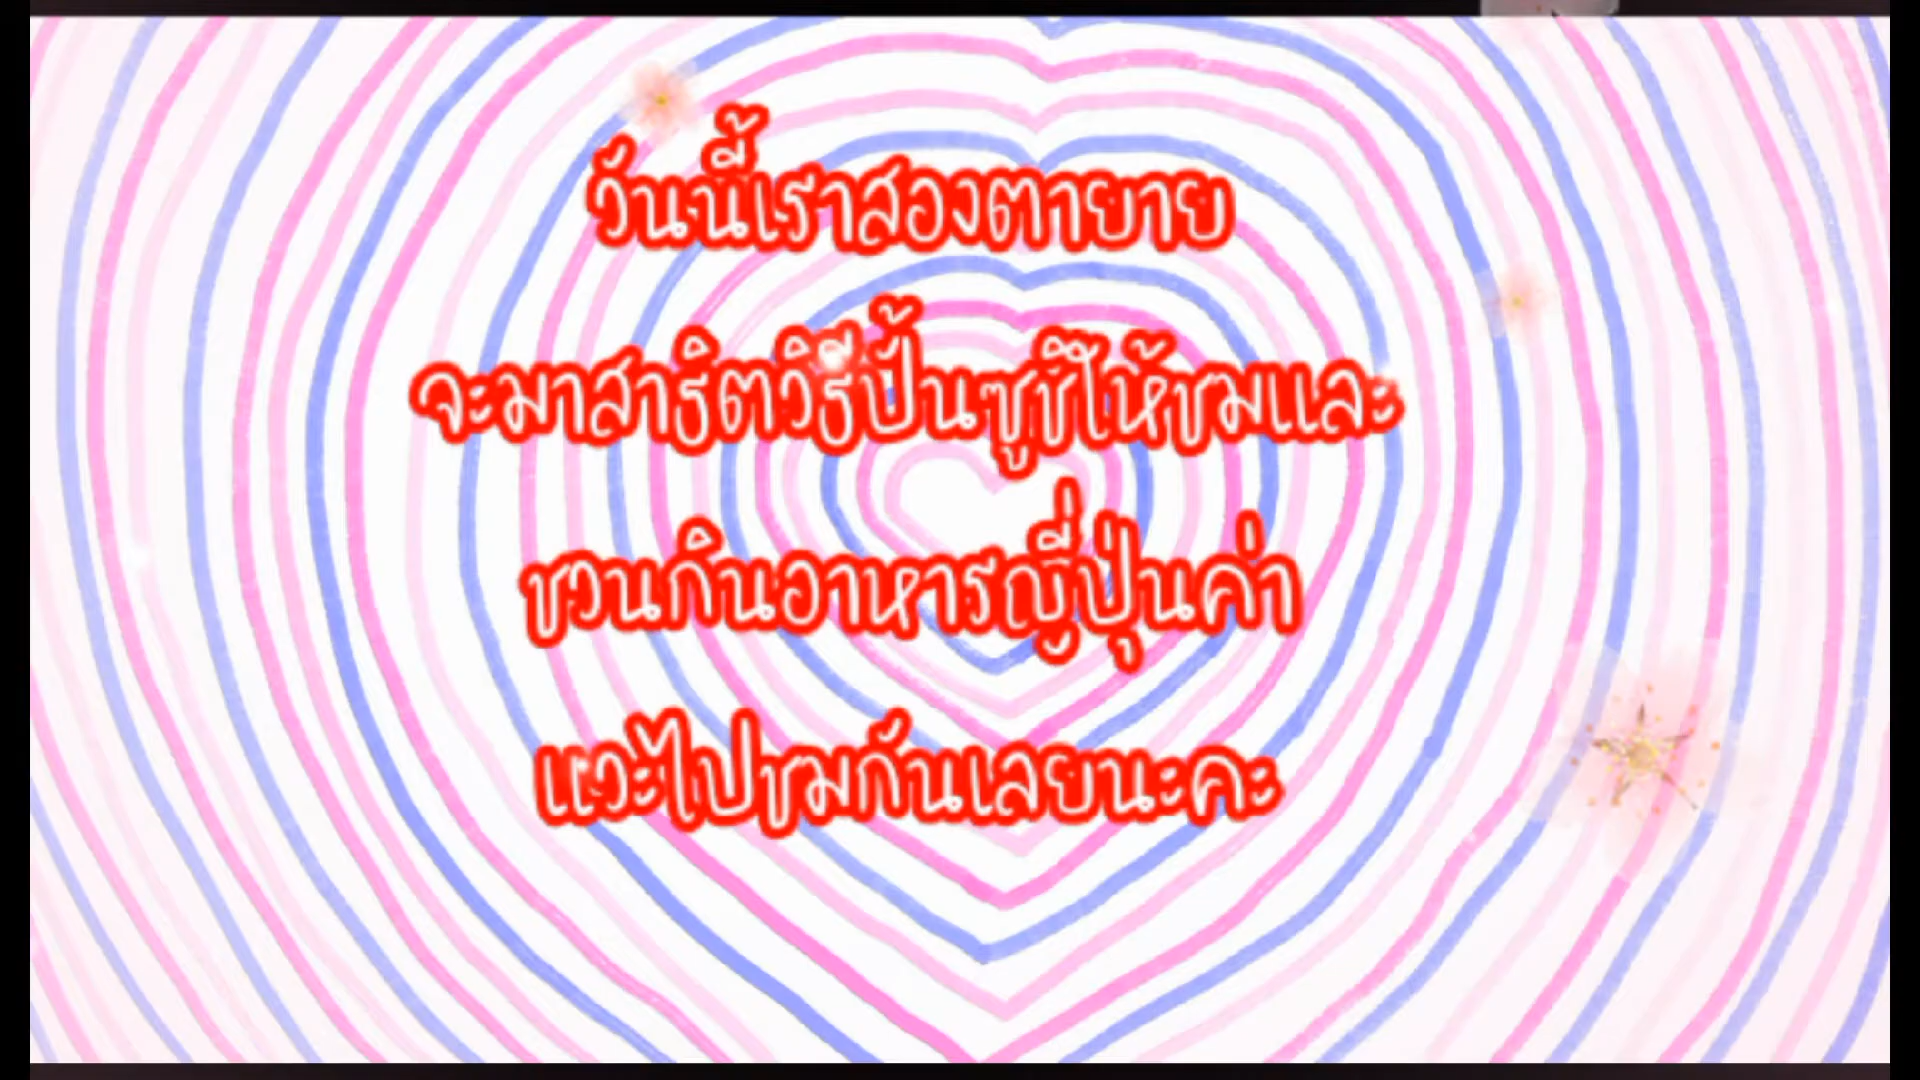 วันนี้เราสองตายาย
จะมาสาธิตวิธีปั้นซูชิให้ชมและ
ชวนกินอาหารญี่ปุ่นค่า
แวะไปชมกันเลยนะคะ